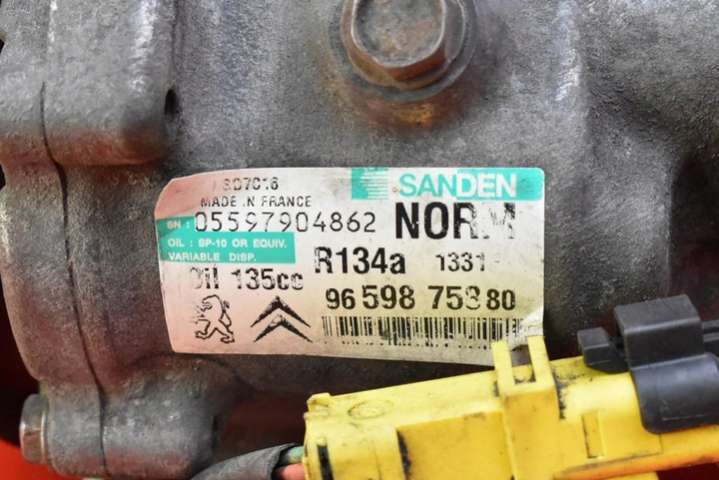 SANDEN
MADE IN FRANCE
SN : 05597904862 NORM
OIL : SP-10 OR EQUIV.
VARIABLE DISP.
R134a 1331
Oil 135cc
96 598 758 80